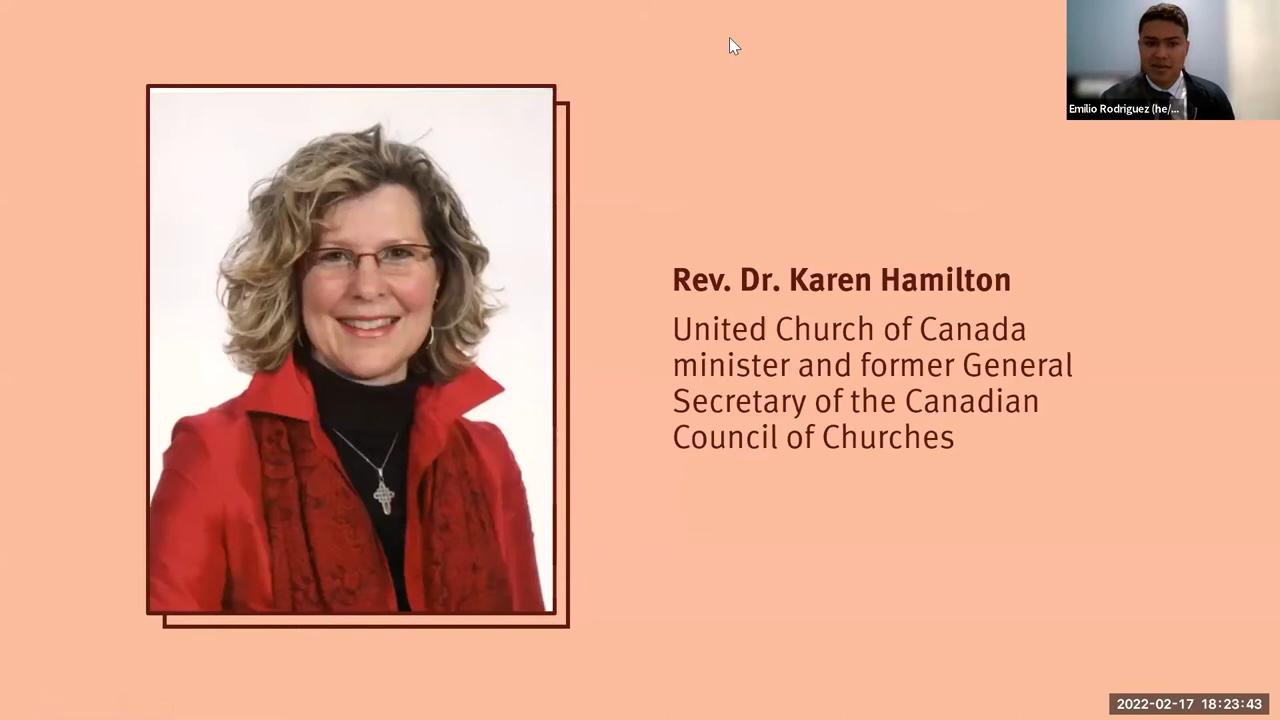 Emilio Rodriguez (he/...
Rev. Dr. Karen Hamilton
United Church of Canada
minister and former General
Secretary of the Canadian
Council of Churches
2022-02-17 18:23:43